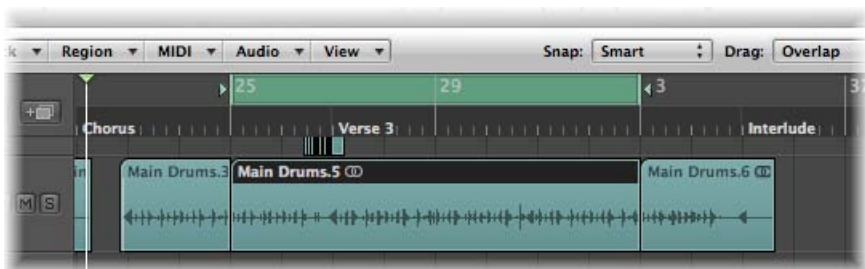 Region MIDI Audio View Snap: Smart Drag: Overlap
25 29 3
Chorus Verse 3 Interlude
Main Drums.3 Main Drums.5 Main Drums.6
M S